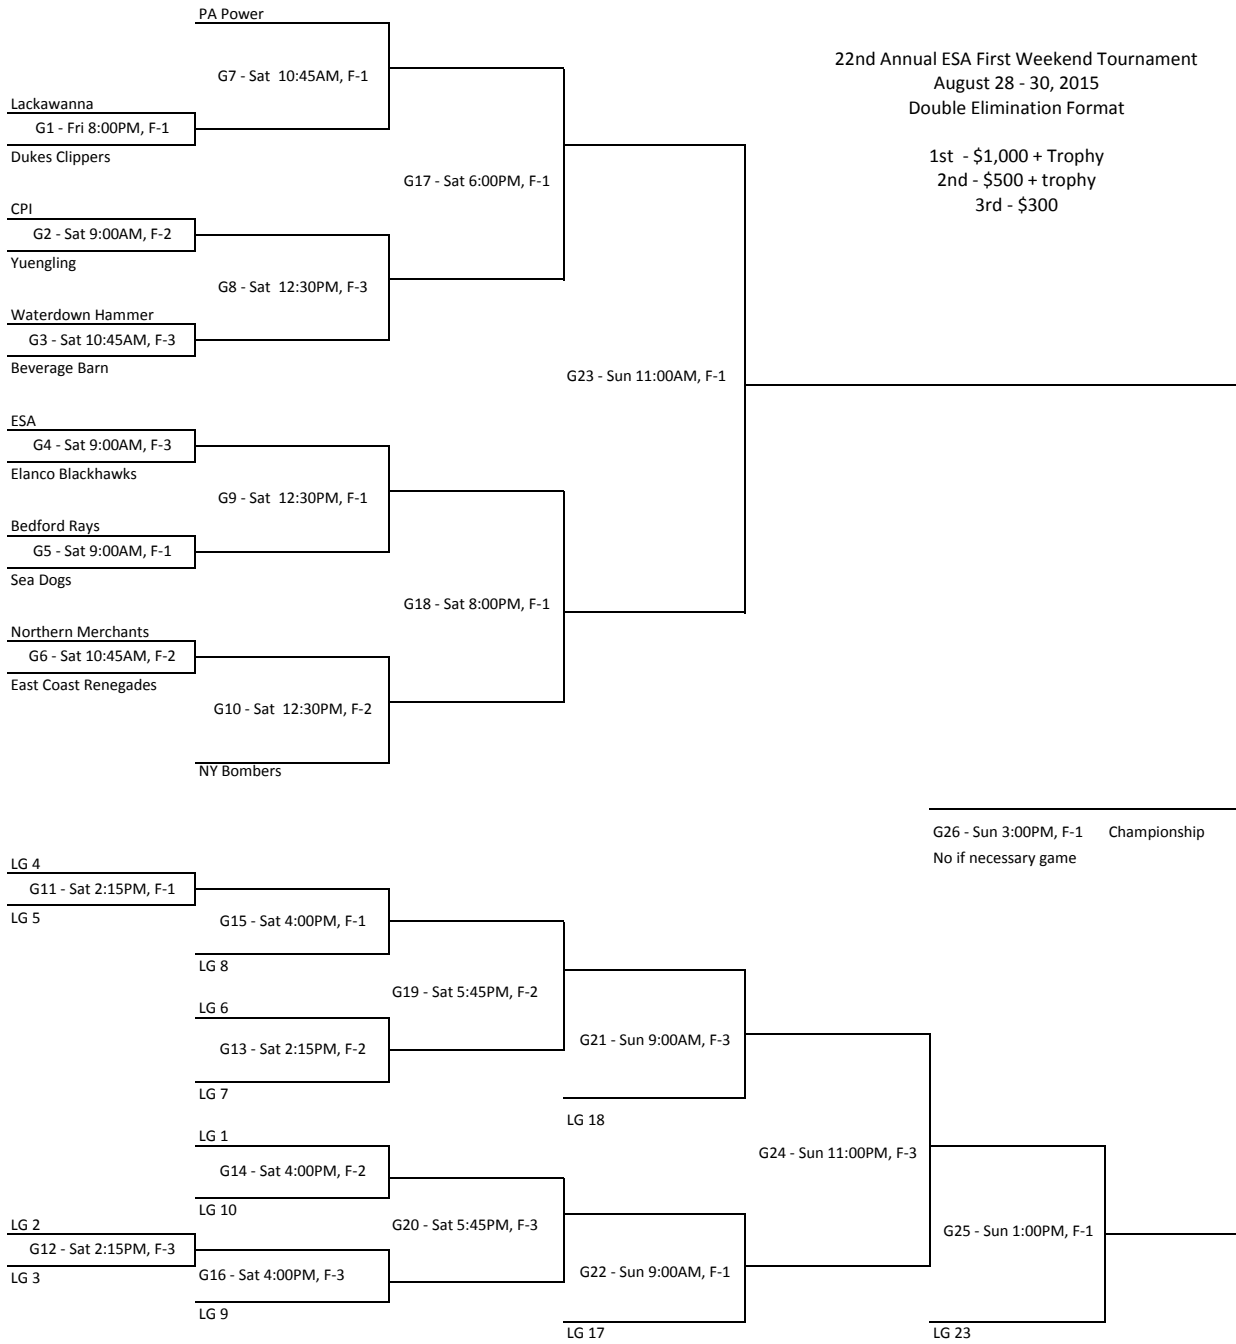 PA Power
G7 - Sat  10:45AM, F-1
22nd Annual ESA First Weekend Tournament
August 28 - 30, 2015
Double Elimination Format
1st  - $1,000 + Trophy
2nd - $500 + trophy
3rd - $300
Lackawanna
G1 - Fri 8:00PM, F-1
Dukes Clippers
G17 - Sat 6:00PM, F-1
CPI
G2 - Sat 9:00AM, F-2
Yuengling
G8 - Sat  12:30PM, F-3
Waterdown Hammer
G3 - Sat 10:45AM, F-3
Beverage Barn
G23 - Sun 11:00AM, F-1
ESA
G4 - Sat 9:00AM, F-3
Elanco Blackhawks
G9 - Sat  12:30PM, F-1
Bedford Rays
G5 - Sat 9:00AM, F-1
Sea Dogs
G18 - Sat 8:00PM, F-1
Northern Merchants
G6 - Sat 10:45AM, F-2
East Coast Renegades
G10 - Sat  12:30PM, F-2
NY Bombers
G26 - Sun 3:00PM, F-1    Championship
No if necessary game
LG 4
G11 - Sat 2:15PM, F-1
LG 5
G15 - Sat 4:00PM, F-1
LG 8
G19 - Sat 5:45PM, F-2
LG 6
G13 - Sat 2:15PM, F-2
LG 7
G21 - Sun 9:00AM, F-3
LG 18
LG 1
G14 - Sat 4:00PM, F-2
LG 10
G24 - Sun 11:00PM, F-3
LG 2
G12 - Sat 2:15PM, F-3
LG 3
G20 - Sat 5:45PM, F-3
G16 - Sat 4:00PM, F-3
LG 9
G22 - Sun 9:00AM, F-1
LG 17
G25 - Sun 1:00PM, F-1
LG 23